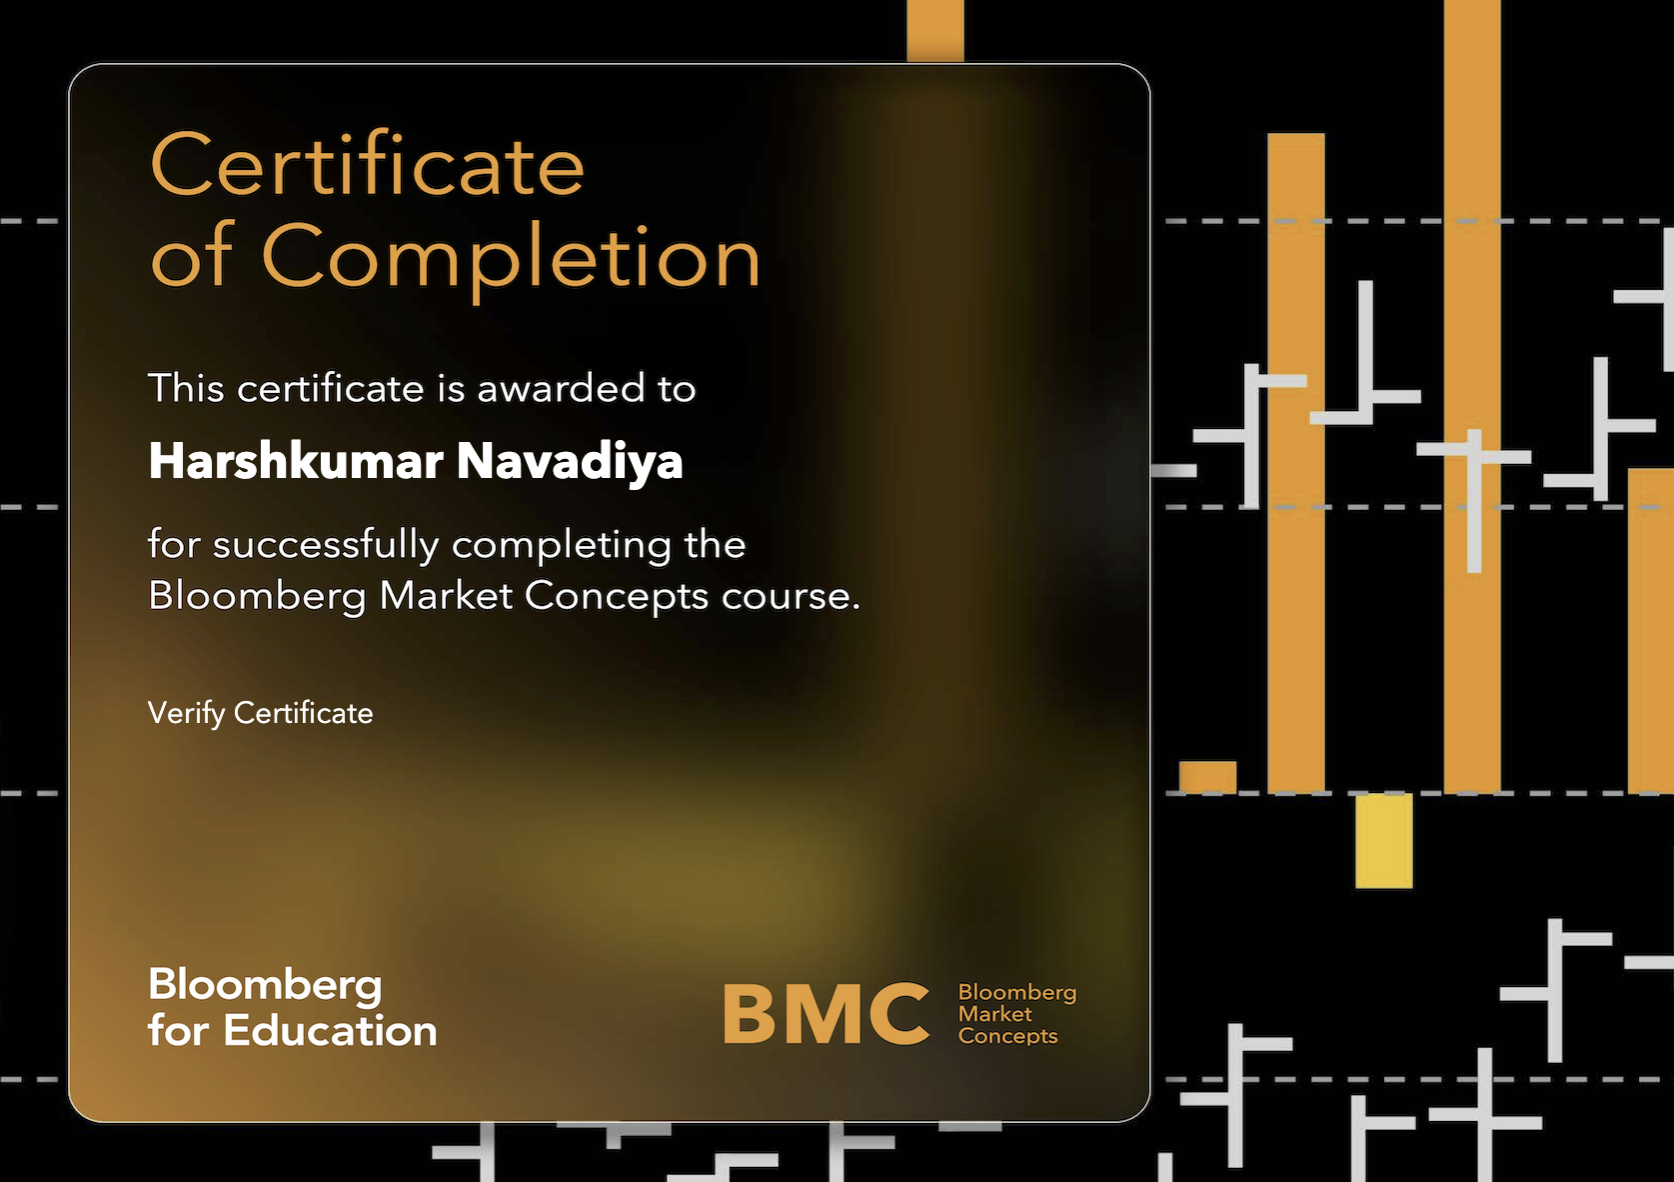 Certificate
of Completion
This certificate is awarded to
Harshkumar Navadiya
for successfully completing the
Bloomberg Market Concepts course.
Verify Certificate
Bloomberg
for Education
BMC
Bloomberg
Market
Concepts